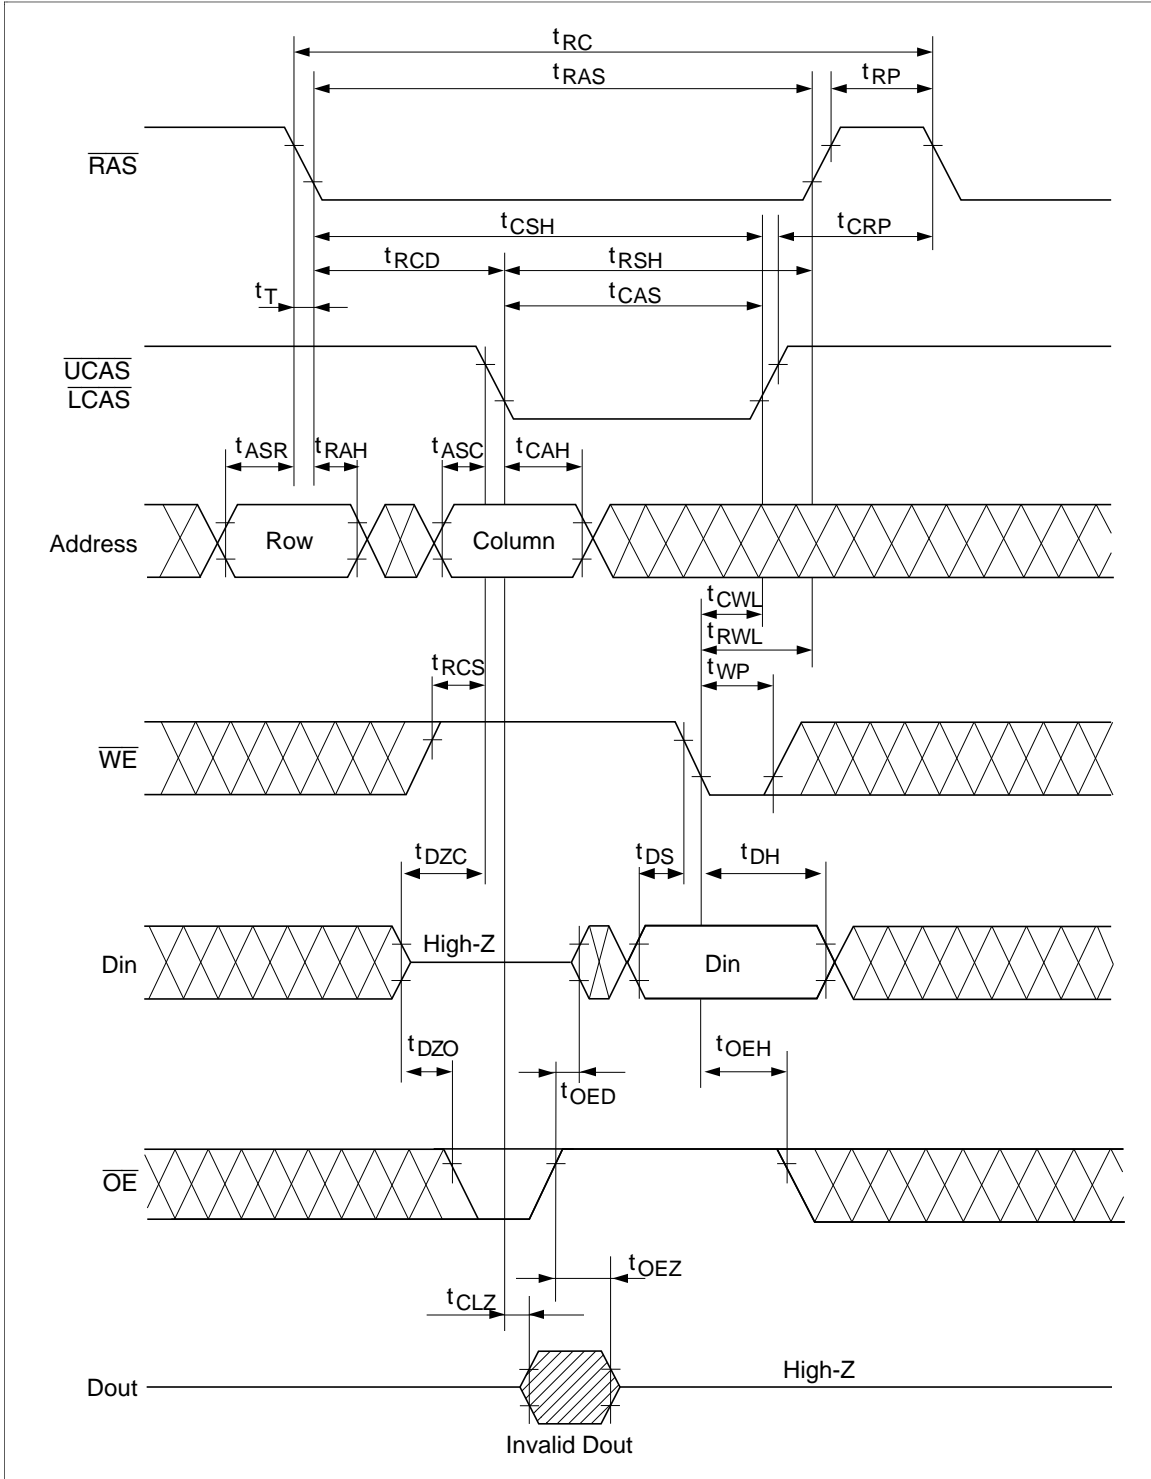 tRC
tRAS
tRP
RAS
tCSH
tCRP
tRCD
tRSH
tT
tCAS
UCAS
LCAS
tASR
tRAH
tASC
tCAH
Address
Row
Column
tCWL
tRWL
tRCS
tWP
WE
tDZC
tDS
tDH
High-Z
Din
Din
tDZO
tOEH
tOED
OE
tOEZ
tCLZ
High-Z
Dout
Invalid Dout